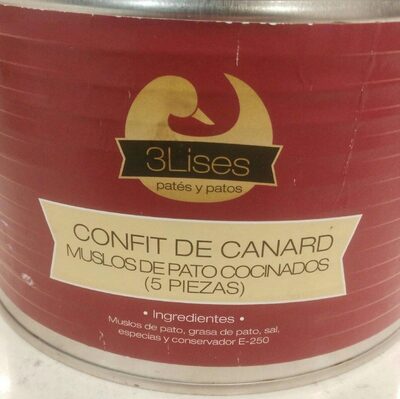 3Lises
patés y patos
CONFIT DE CANARD
MUSLOS DE PATO COCINADOS
(5 PIEZAS)
• Ingredientes •
Muslos de pato, grasa de pato, sal,
especias y conservador E-250